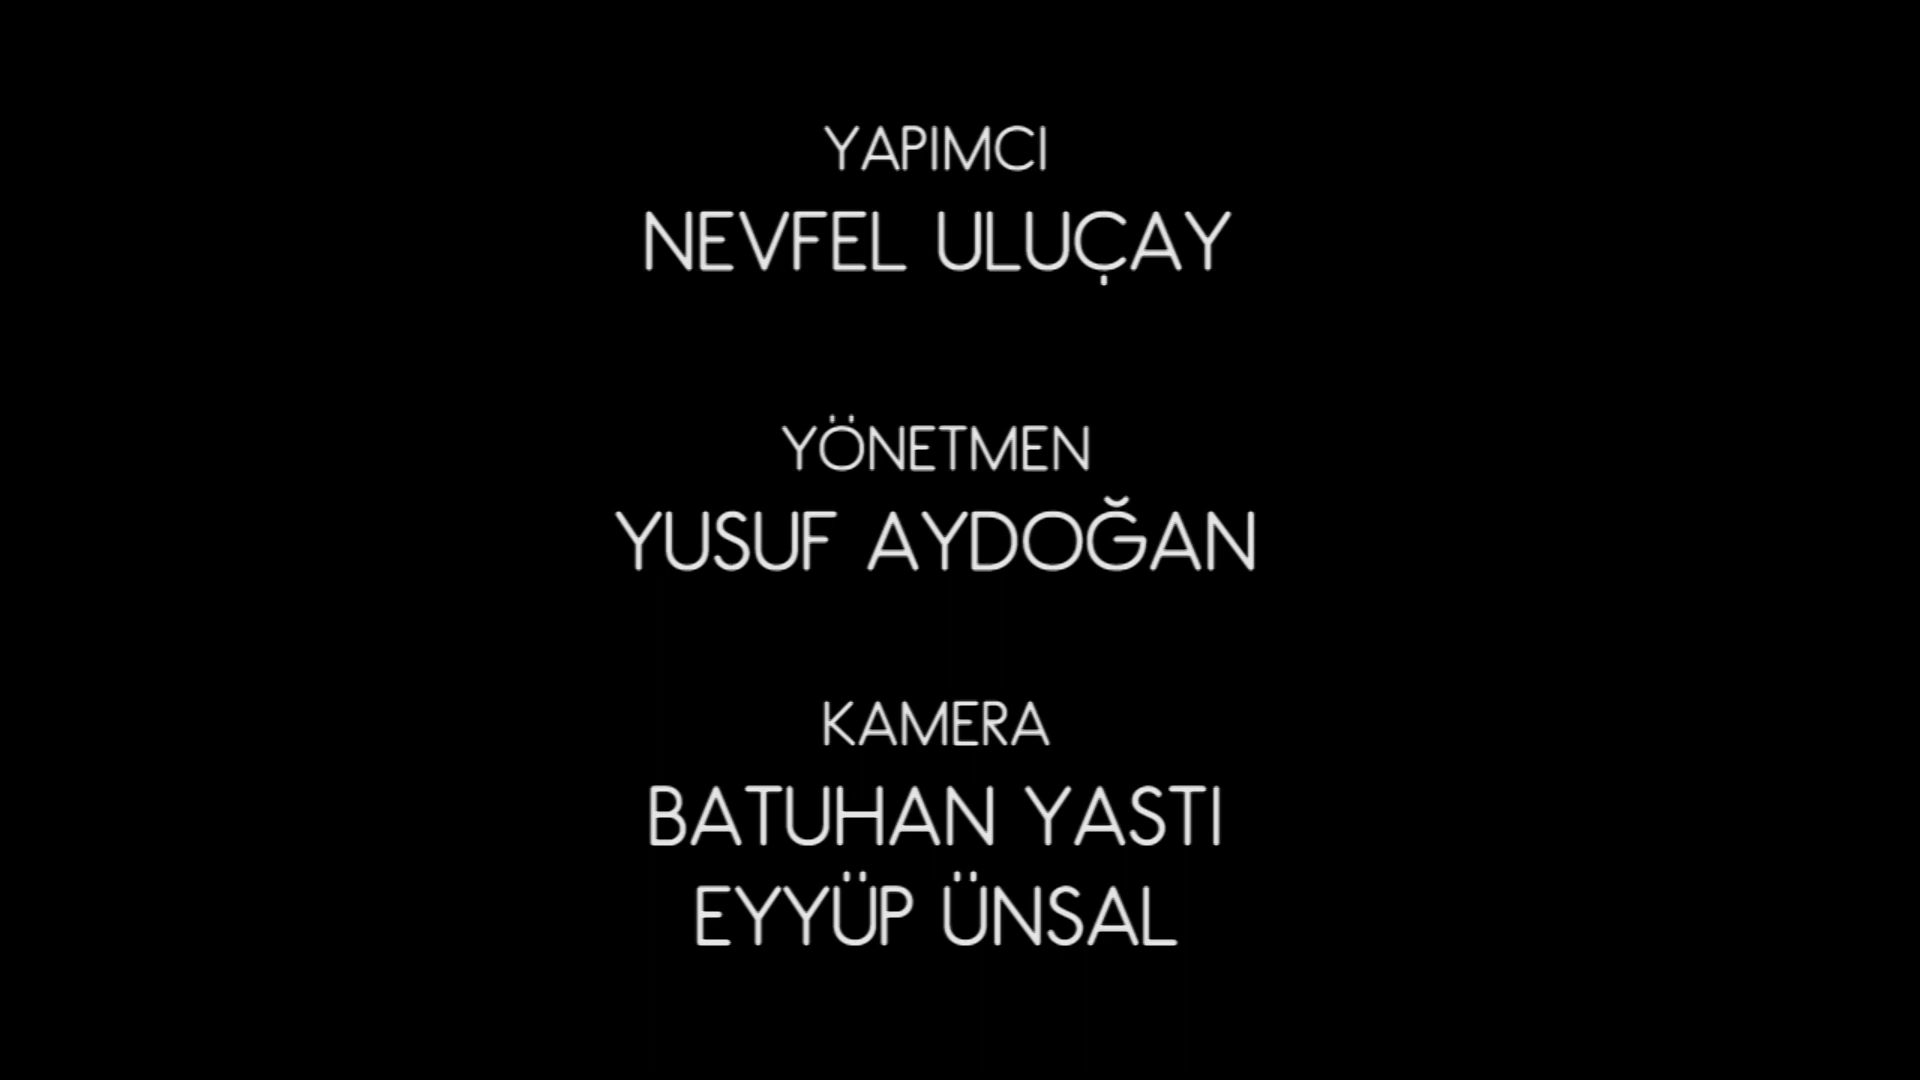 YAPIMCI
NEVFEL ULUÇAY
YÖNETMEN
YUSUF AYDOĞAN
KAMERA
BATUHAN YASTI
EYYÜP ÜNSAL